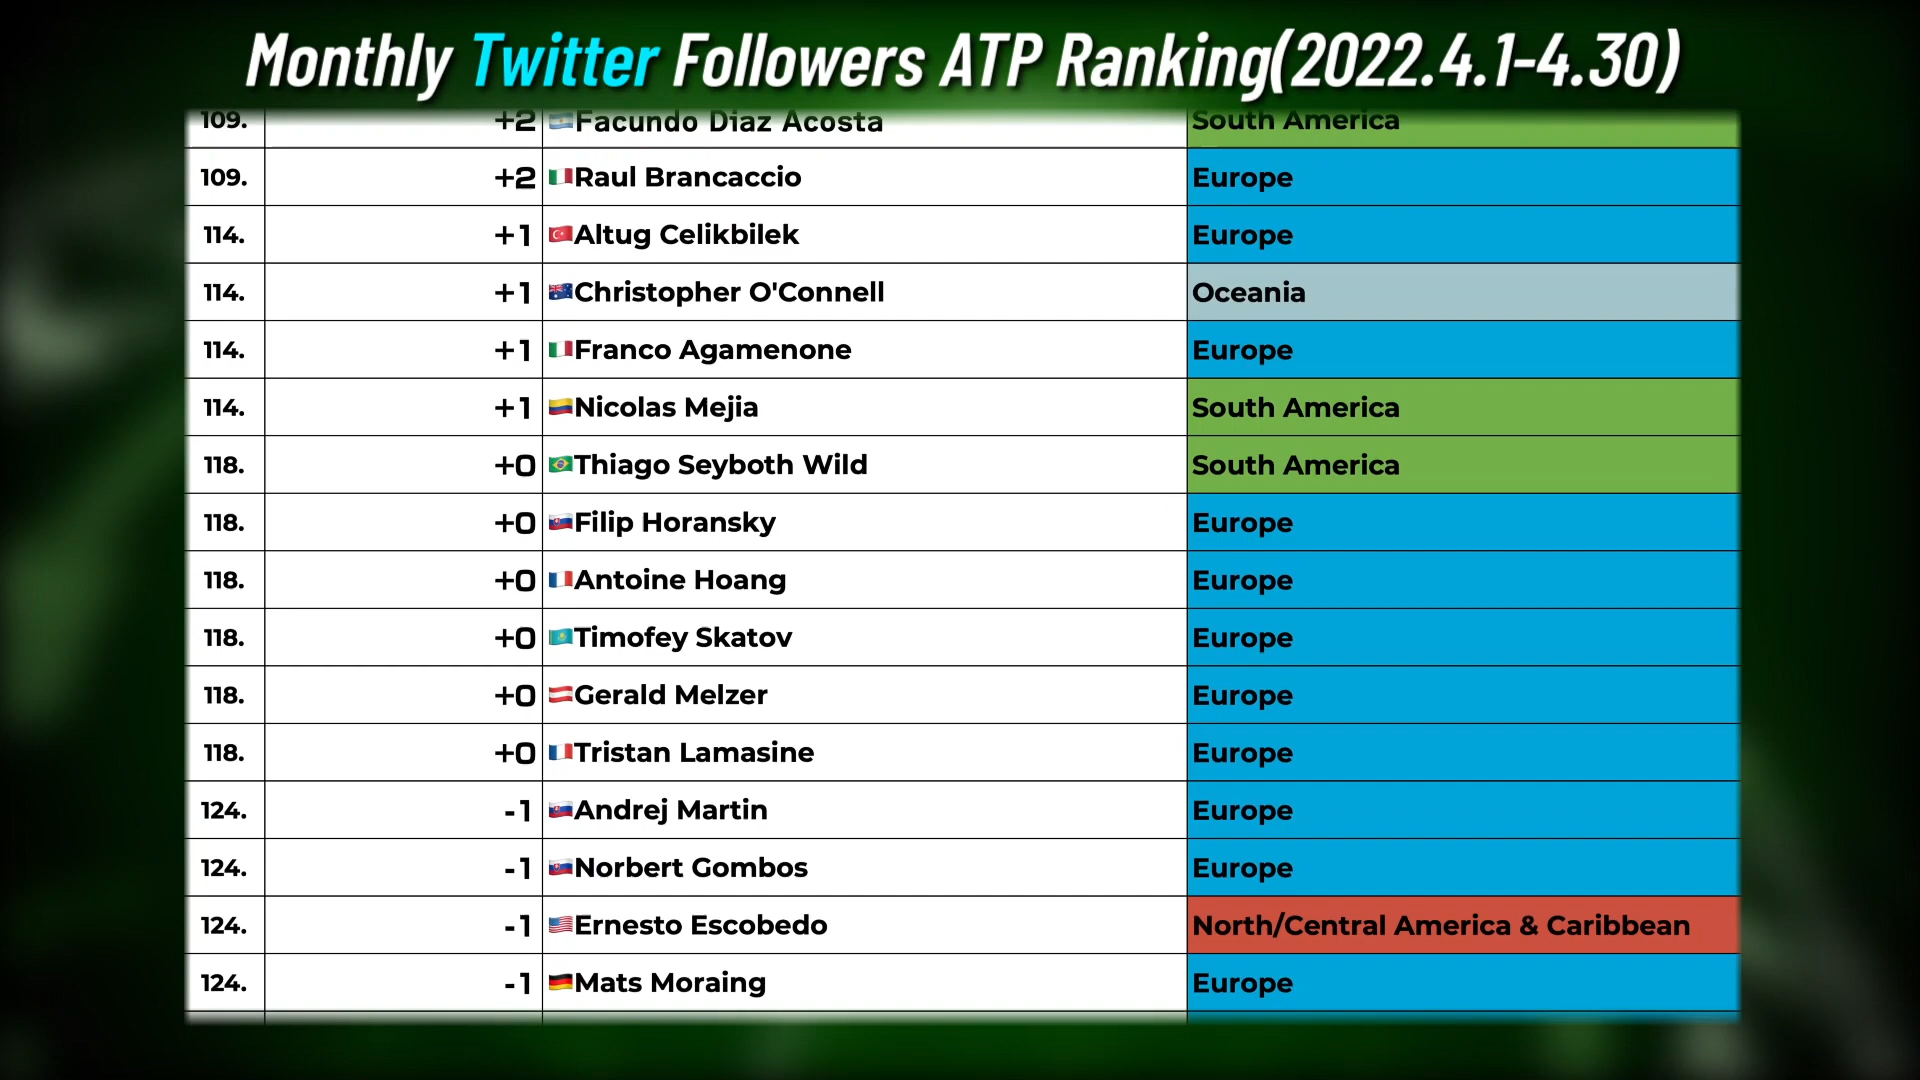 Monthly Twitter Followers ATP Ranking(2022.4.1-4.30)
109. +2 Facundo Diaz Acosta South America
109. +2 Raul Brancaccio Europe
114. +1 Altug Celikbilek Europe
114. +1 Christopher O'Connell Oceania
114. +1 Franco Agamenone Europe
114. +1 Nicolas Mejia South America
118. +0 Thiago Seyboth Wild South America
118. +0 Filip Horansky Europe
118. +0 Antoine Hoang Europe
118. +0 Timofey Skatov Europe
118. +0 Gerald Melzer Europe
118. +0 Tristan Lamasine Europe
124. -1 Andrej Martin Europe
124. -1 Norbert Gombos Europe
124. -1 Ernesto Escobedo North/Central America & Caribbean
124. -1 Mats Moraing Europe